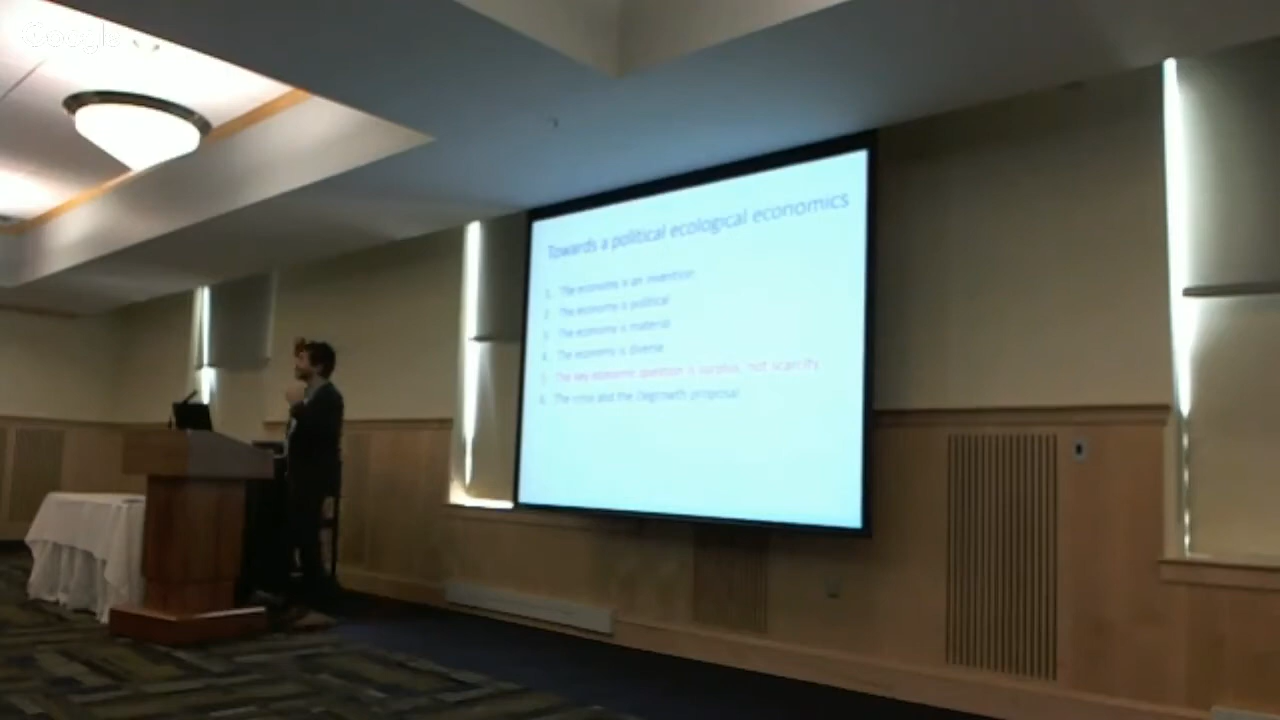 Google
Towards a political ecological economics
1. The economy is an invention
2. The economy is political
3. The economy is material
4. The economy is diverse
5. The key economic question is surplus, not scarcity
6. The crisis and the (de)growth proposal